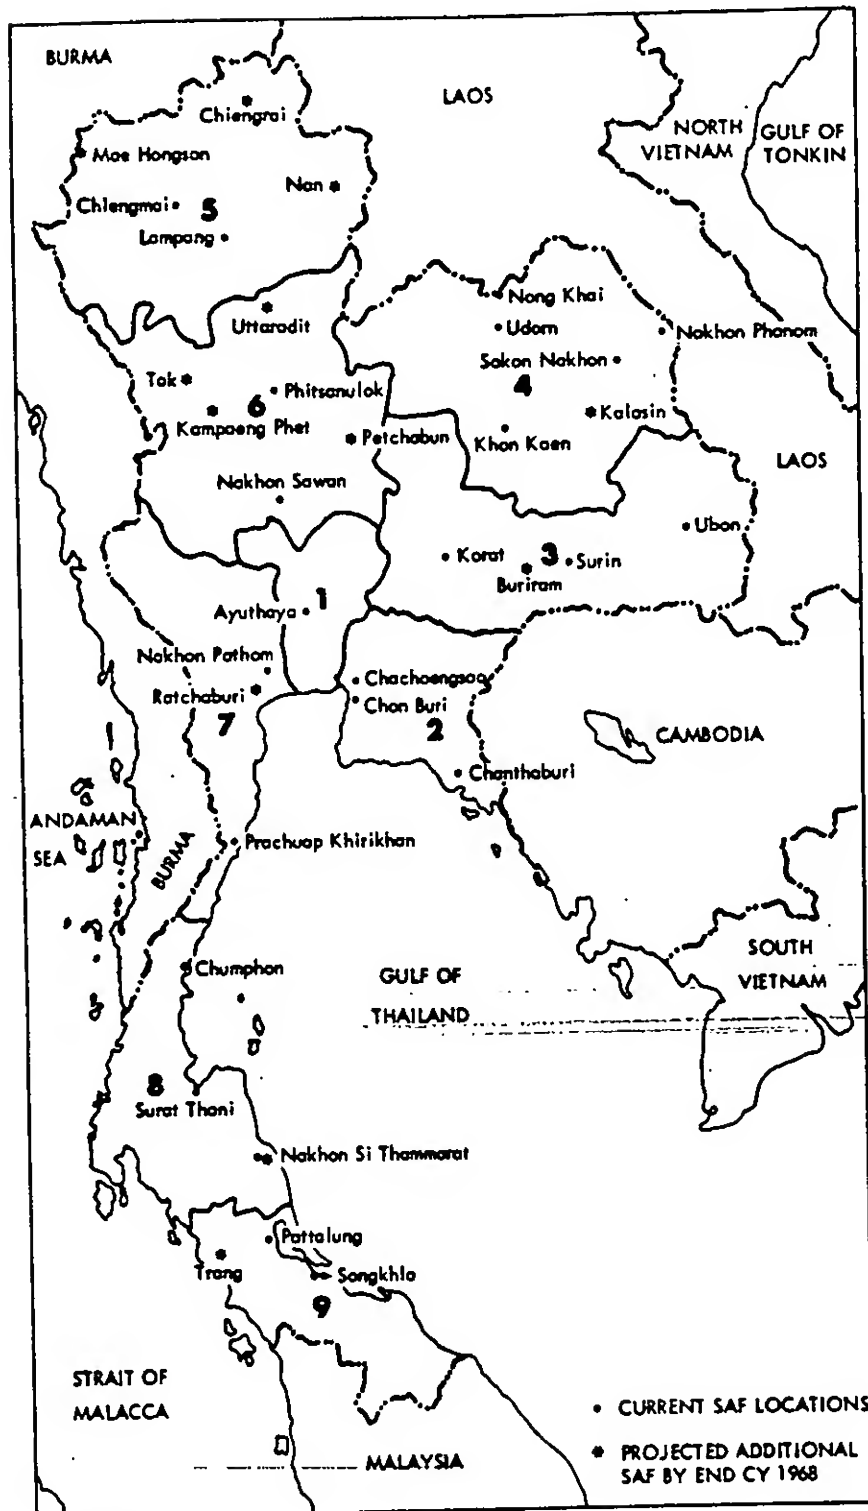 BURMA
LAOS
NORTH
VIETNAM
GULF OF
TONKIN
Chiengrai
Mae Hongson
Nan
Chiengmai
5
Lampang
Nong Khai
Uttaradit
Udorn
Nakhon Phanom
Sakon Nakhon
Tak
4
Phitsanulok
6
Kampaeng Phet
Kalasin
Petchabun
Khon Kaen
LAOS
Nakhon Sawan
Ubon
Korat
3
Surin
Buriram
Ayuthaya
1
Nakhon Pathom
Chachoengsao
Ratchaburi
Chon Buri
7
2
CAMBODIA
Chanthaburi
ANDAMAN
SEA
BURMA
Prachuap Khirikhan
Chumphon
GULF OF
THAILAND
SOUTH
VIETNAM
8
Surat Thani
Nakhon Si Thammarat
Pattalung
Trang
Songkhla
9
STRAIT OF
MALACCA
MALAYSIA
• CURRENT SAF LOCATIONS
* PROJECTED ADDITIONAL
SAF BY END CY 1968